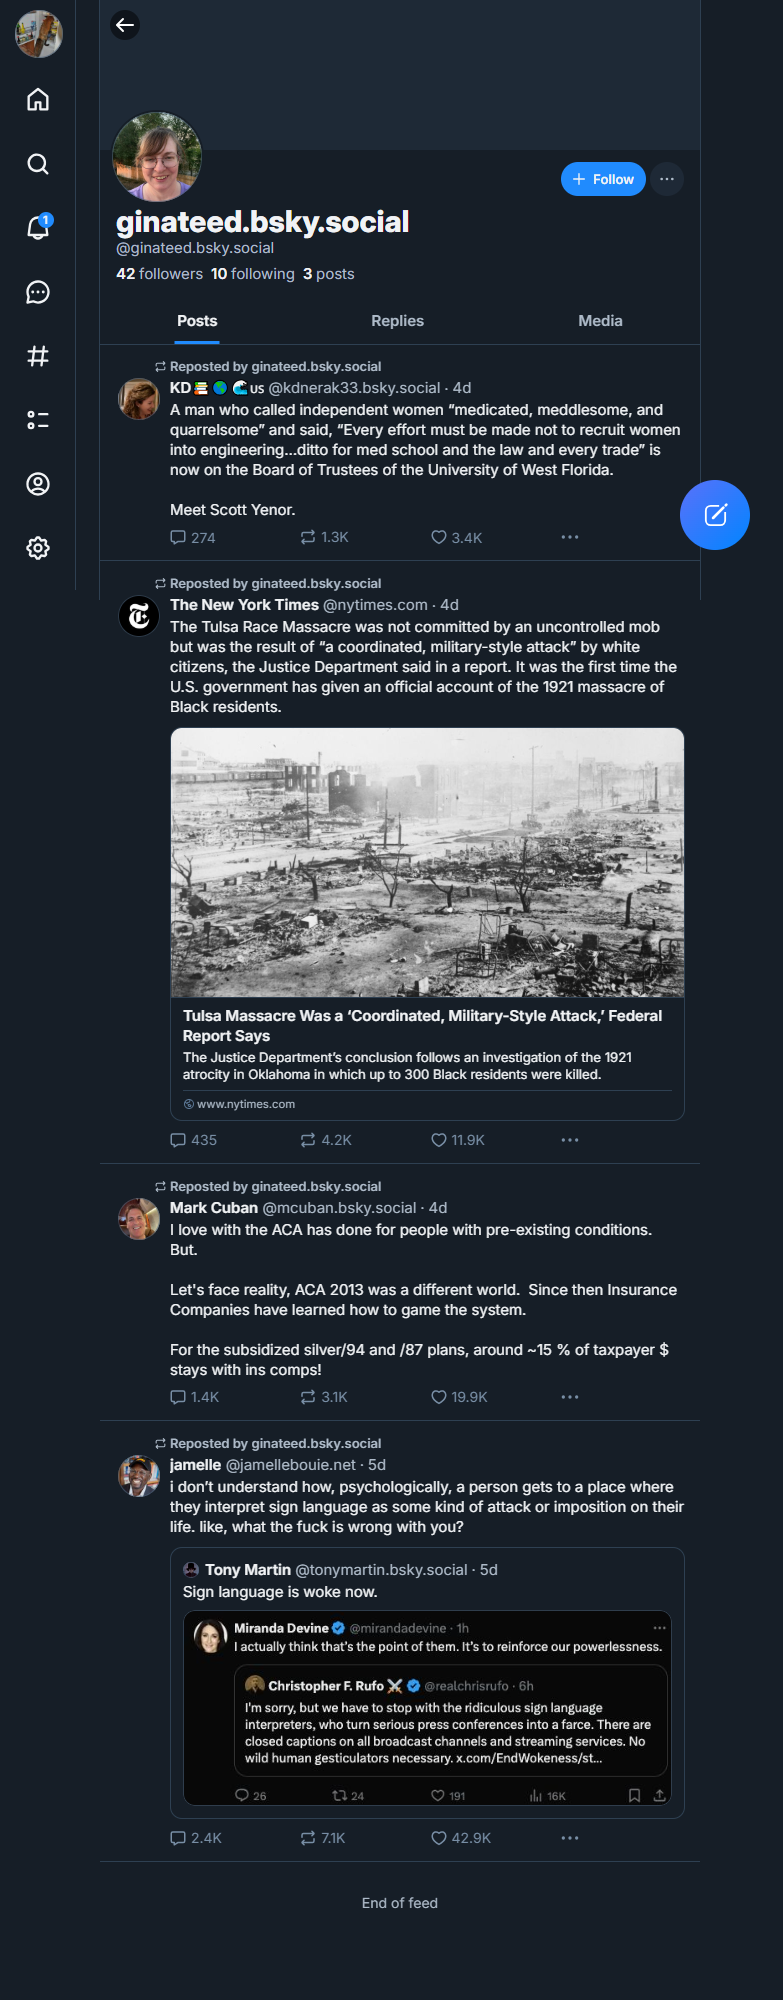 1
+ Follow
ginateed.bsky.social
@ginateed.bsky.social
42 followers 10 following 3 posts
Posts Replies Media
Reposted by ginateed.bsky.social
KD📚🌎🌊US @kdnerak33.bsky.social · 4d
A man who called independent women "medicated, meddlesome, and
quarrelsome" and said, "Every effort must be made not to recruit women
into engineering...ditto for med school and the law and every trade" is
now on the Board of Trustees of the University of West Florida.
Meet Scott Yenor.
274 1.3K 3.4K
Reposted by ginateed.bsky.social
The New York Times @nytimes.com · 4d
The Tulsa Race Massacre was not committed by an uncontrolled mob
but was the result of "a coordinated, military-style attack" by white
citizens, the Justice Department said in a report. It was the first time the
U.S. government has given an official account of the 1921 massacre of
Black residents.
Tulsa Massacre Was a 'Coordinated, Military-Style Attack,' Federal
Report Says
The Justice Department's conclusion follows an investigation of the 1921
atrocity in Oklahoma in which up to 300 Black residents were killed.
www.nytimes.com
435 4.2K 11.9K
Reposted by ginateed.bsky.social
Mark Cuban @mcuban.bsky.social · 4d
I love with the ACA has done for people with pre-existing conditions.
But.
Let's face reality, ACA 2013 was a different world.  Since then Insurance
Companies have learned how to game the system.
For the subsidized silver/94 and /87 plans, around ~15 % of taxpayer $
stays with ins comps!
1.4K 3.1K 19.9K
Reposted by ginateed.bsky.social
jamelle @jamellebouie.net · 5d
i don't understand how, psychologically, a person gets to a place where
they interpret sign language as some kind of attack or imposition on their
life. like, what the fuck is wrong with you?
Tony Martin @tonymartin.bsky.social · 5d
Sign language is woke now.
Miranda Devine @mirandadevine · 1h
I actually think that's the point of them. It's to reinforce our powerlessness.
Christopher F. Rufo ⚔️ @realchrisrufo · 6h
I'm sorry, but we have to stop with the ridiculous sign language
interpreters, who turn serious press conferences into a farce. There are
closed captions on all broadcast channels and streaming services. No
wild human gesticulators necessary. x.com/EndWokeness/st...
26 24 191 16K
2.4K 7.1K 42.9K
End of feed